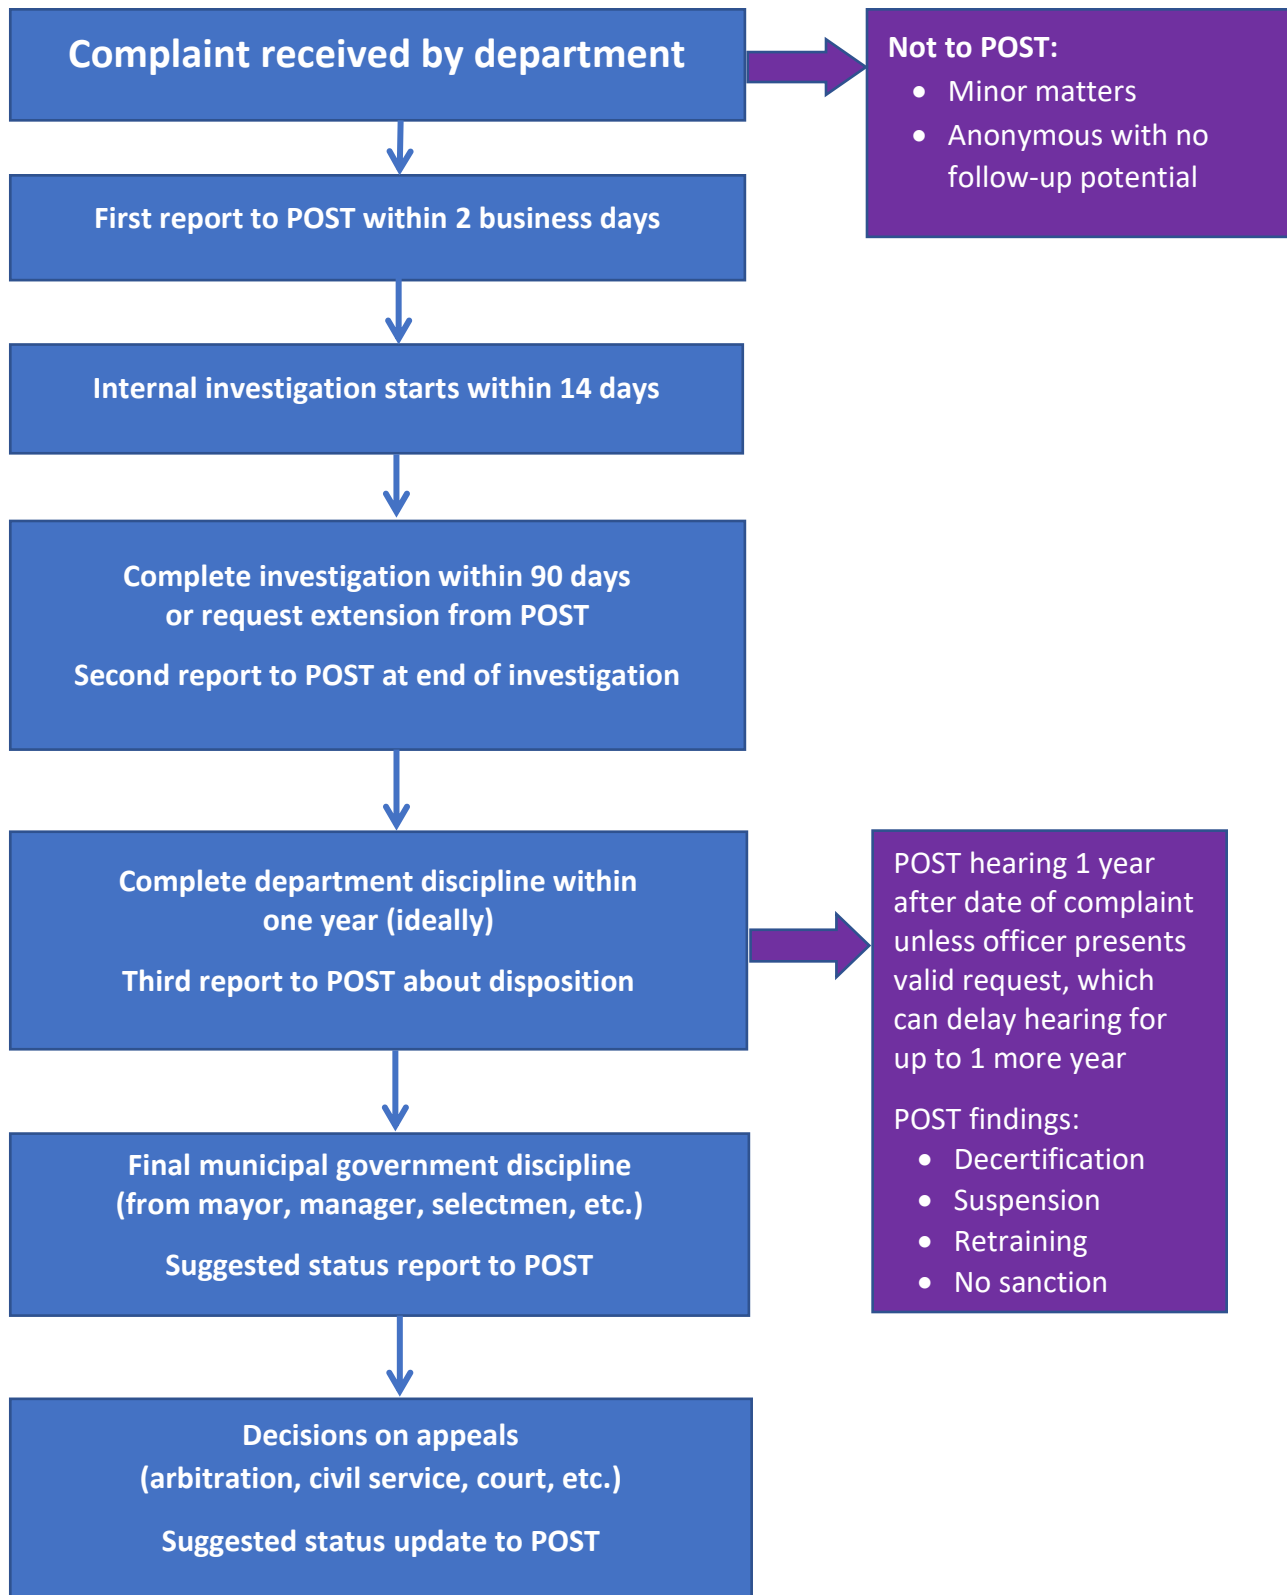 Complaint received by department
Not to POST:
• Minor matters
• Anonymous with no
follow-up potential
First report to POST within 2 business days
Internal investigation starts within 14 days
Complete investigation within 90 days
or request extension from POST
Second report to POST at end of investigation
Complete department discipline within
one year (ideally)
Third report to POST about disposition
POST hearing 1 year
after date of complaint
unless officer presents
valid request, which
can delay hearing for
up to 1 more year
POST findings:
• Decertification
• Suspension
• Retraining
• No sanction
Final municipal government discipline
(from mayor, manager, selectmen, etc.)
Suggested status report to POST
Decisions on appeals
(arbitration, civil service, court, etc.)
Suggested status update to POST